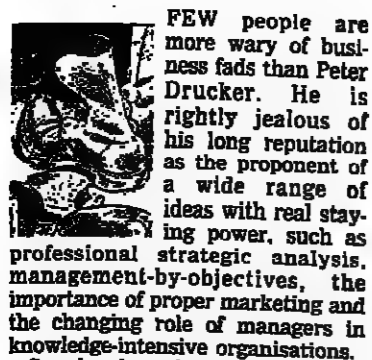 FEW people are
more wary of busi-
ness fads than Peter
Drucker. He is
rightly jealous of
his long reputation
as the proponent of
a wide range of
ideas with real stay-
ing power, such as
professional strategic analysis,
management-by-objectives, the
importance of proper marketing and
the changing role of managers in
knowledge-intensive organisations.